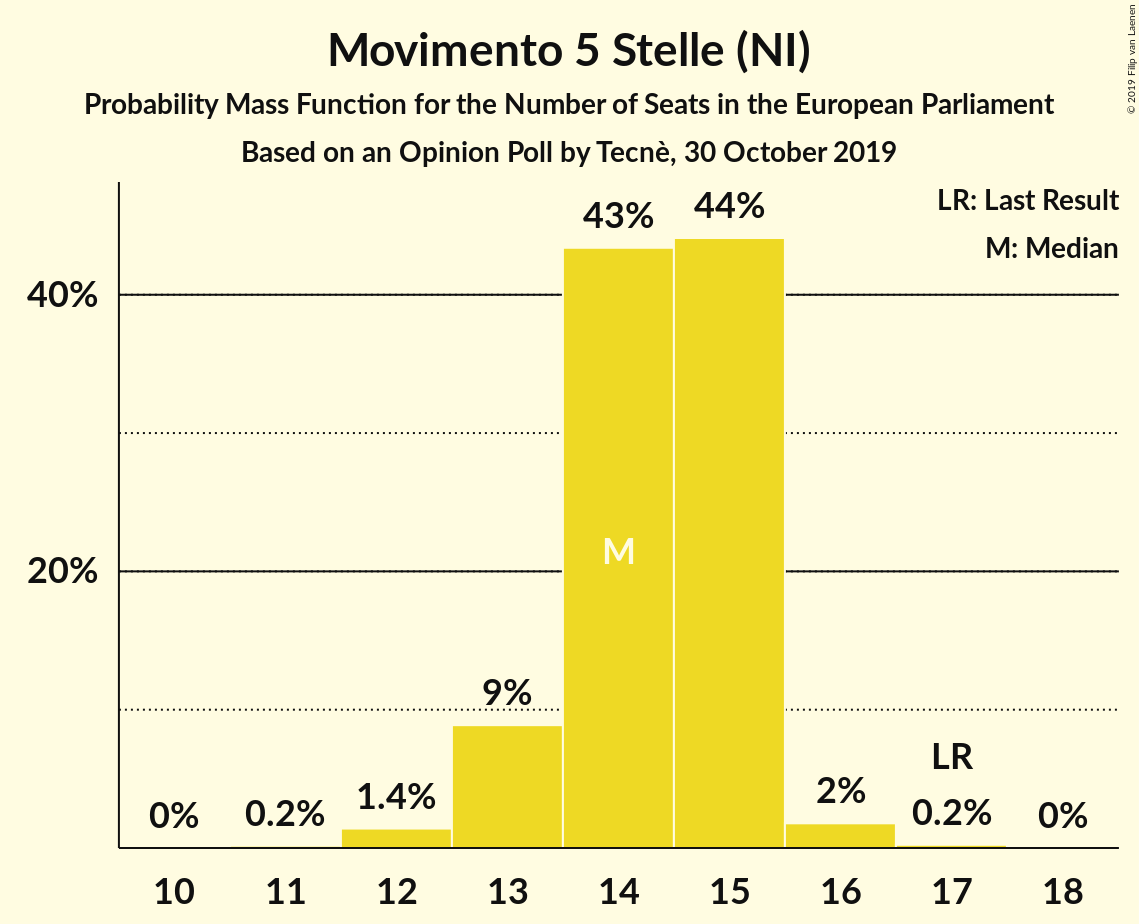 Movimento 5 Stelle (NI)
Probability Mass Function for the Number of Seats in the European Parliament
Based on an Opinion Poll by Tecnè, 30 October 2019
© 2019 Filip van Laenen
LR: Last Result
M: Median
43%
44%
40%
20%
M
9%
LR
0%
0.2%
1.4%
2%
0.2%
0%
10 11 12 13 14 15 16 17 18